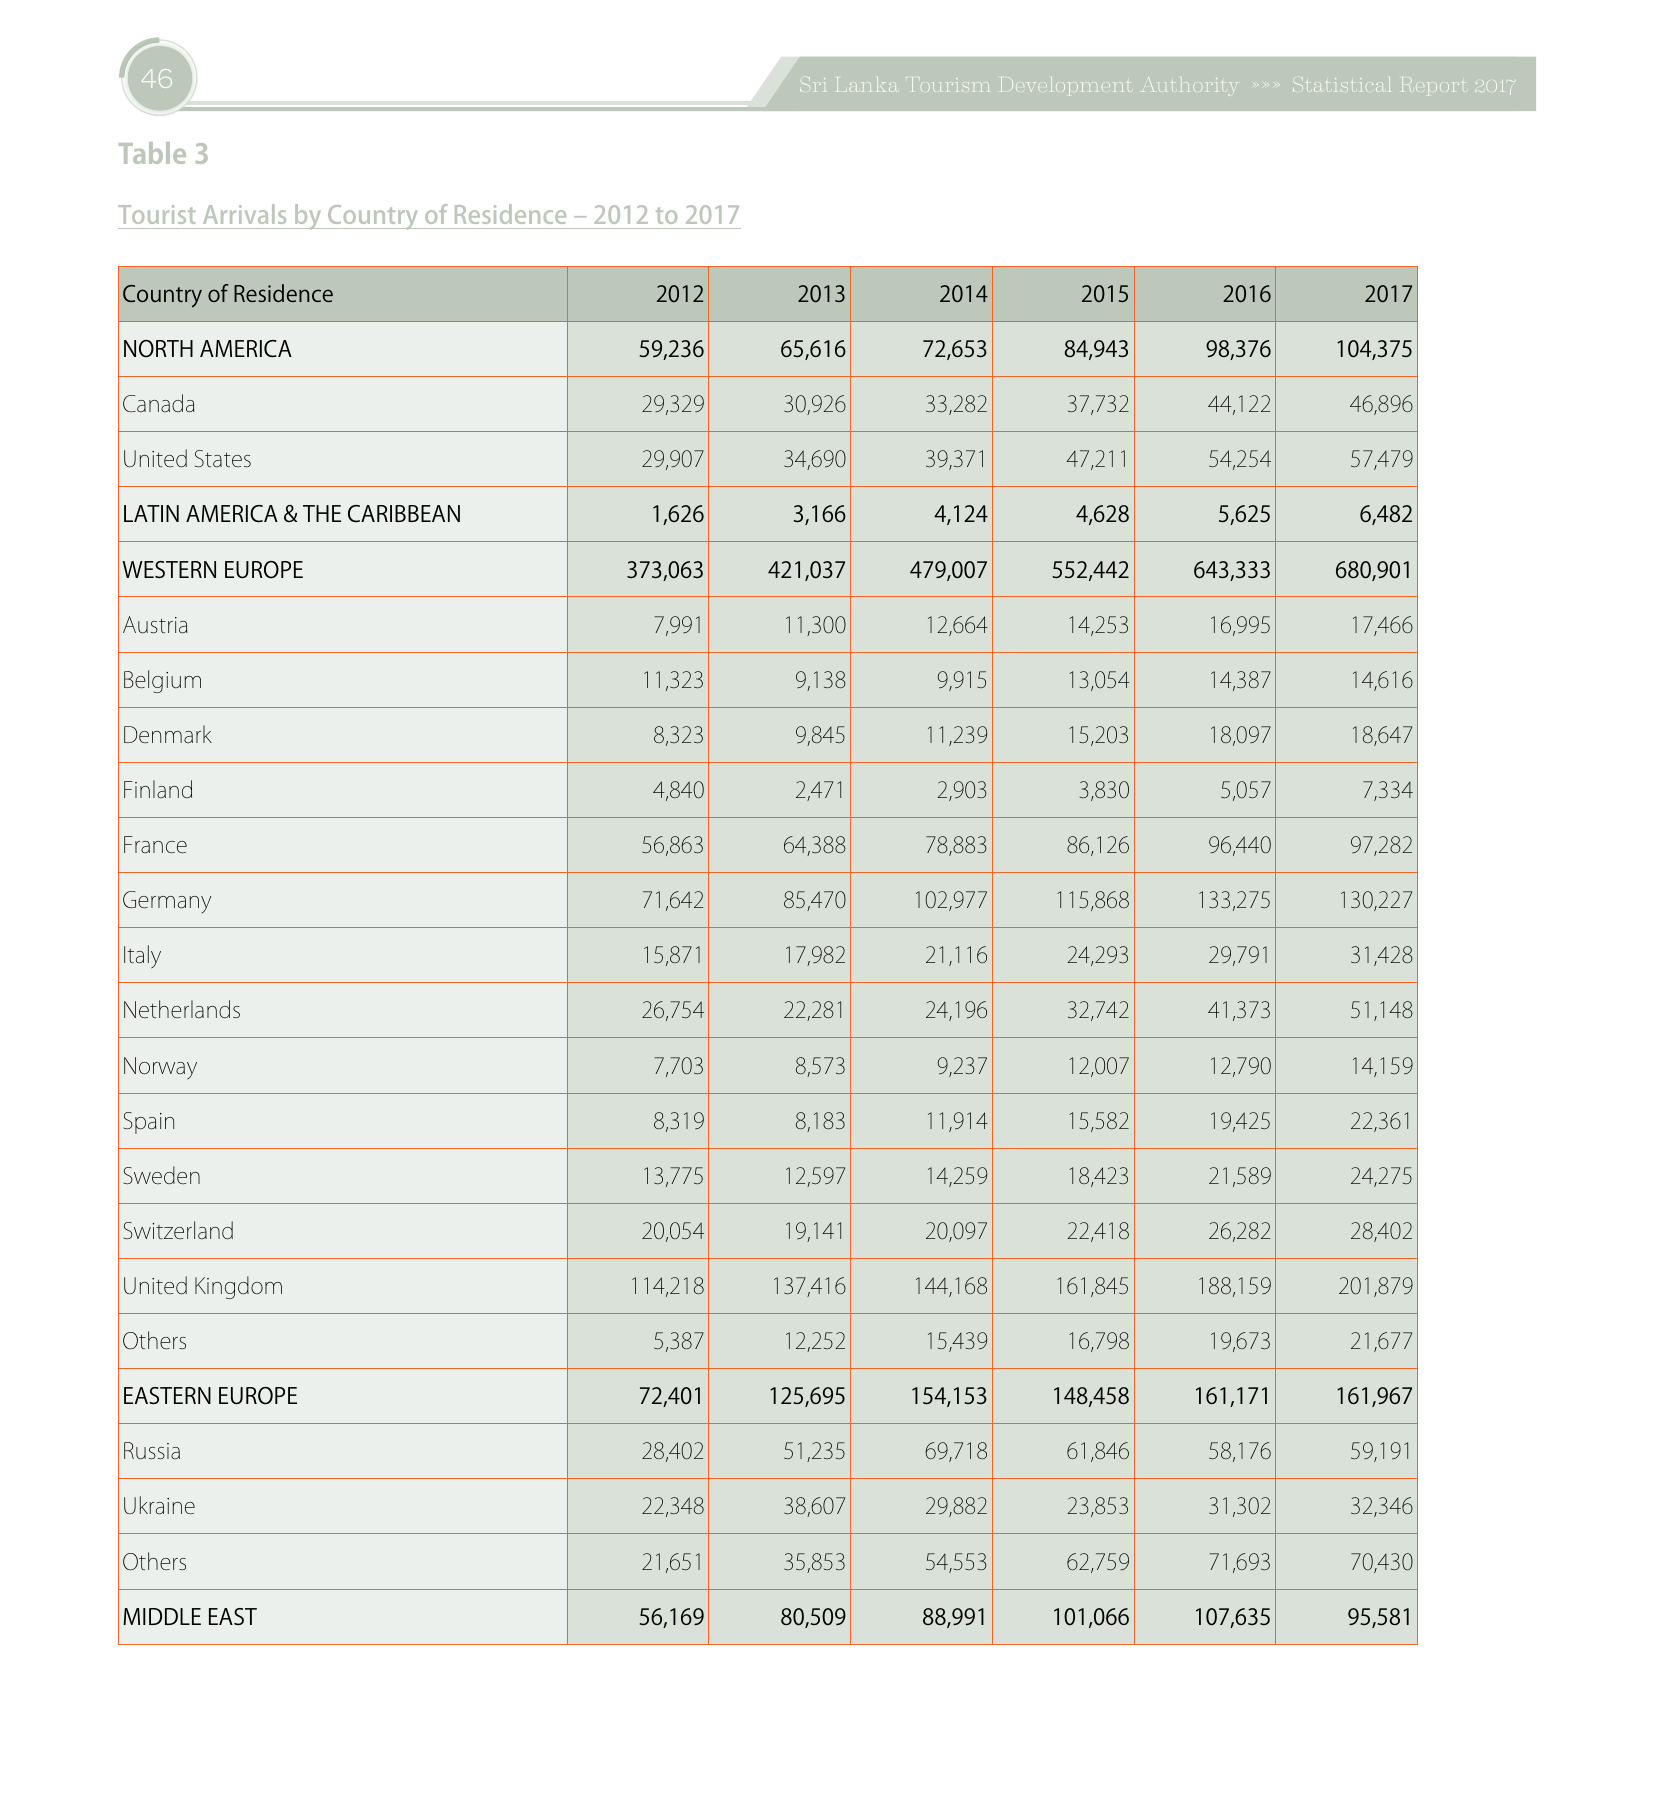 46
Sri Lanka Tourism Development Authority »»» Statistical Report 2017
Table 3
Tourist Arrivals by Country of Residence – 2012 to 2017
Country of Residence 2012 2013 2014 2015 2016 2017
NORTH AMERICA 59,236 65,616 72,653 84,943 98,376 104,375
Canada 29,329 30,926 33,282 37,732 44,122 46,896
United States 29,907 34,690 39,371 47,211 54,254 57,479
LATIN AMERICA & THE CARIBBEAN 1,626 3,166 4,124 4,628 5,625 6,482
WESTERN EUROPE 373,063 421,037 479,007 552,442 643,333 680,901
Austria 7,991 11,300 12,664 14,253 16,995 17,466
Belgium 11,323 9,138 9,915 13,054 14,387 14,616
Denmark 8,323 9,845 11,239 15,203 18,097 18,647
Finland 4,840 2,471 2,903 3,830 5,057 7,334
France 56,863 64,388 78,883 86,126 96,440 97,282
Germany 71,642 85,470 102,977 115,868 133,275 130,227
Italy 15,871 17,982 21,116 24,293 29,791 31,428
Netherlands 26,754 22,281 24,196 32,742 41,373 51,148
Norway 7,703 8,573 9,237 12,007 12,790 14,159
Spain 8,319 8,183 11,914 15,582 19,425 22,361
Sweden 13,775 12,597 14,259 18,423 21,589 24,275
Switzerland 20,054 19,141 20,097 22,418 26,282 28,402
United Kingdom 114,218 137,416 144,168 161,845 188,159 201,879
Others 5,387 12,252 15,439 16,798 19,673 21,677
EASTERN EUROPE 72,401 125,695 154,153 148,458 161,171 161,967
Russia 28,402 51,235 69,718 61,846 58,176 59,191
Ukraine 22,348 38,607 29,882 23,853 31,302 32,346
Others 21,651 35,853 54,553 62,759 71,693 70,430
MIDDLE EAST 56,169 80,509 88,991 101,066 107,635 95,581